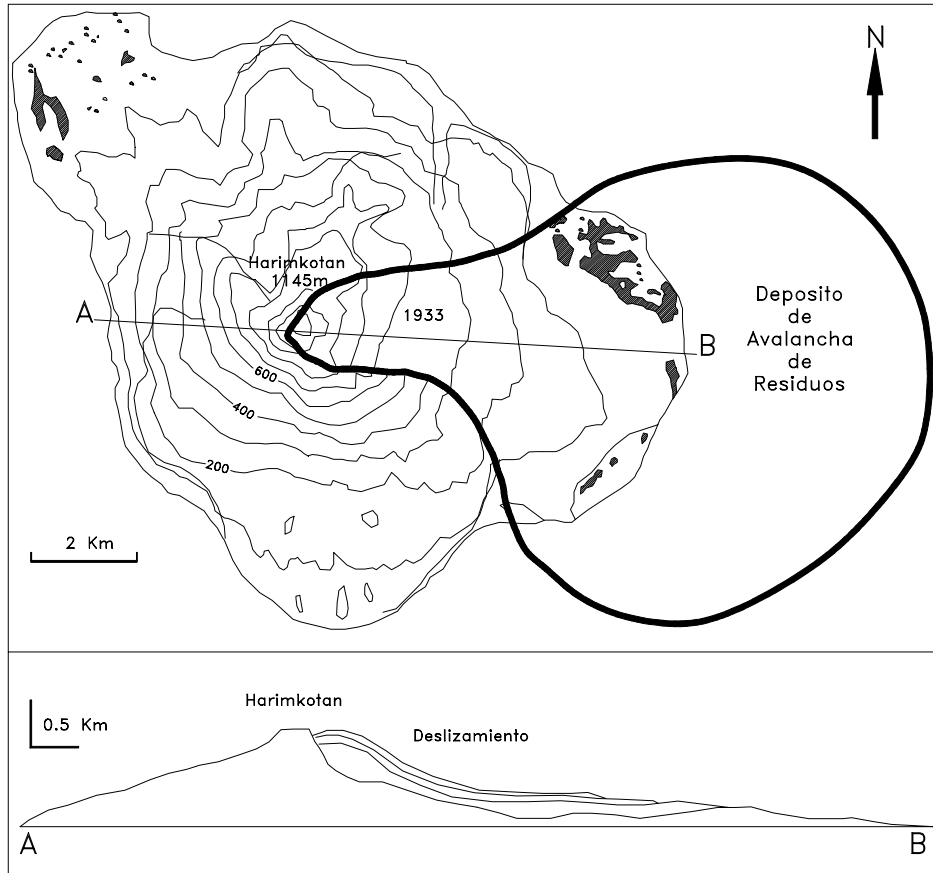 N
Harimkotan
1145m
A
1933
B
Deposito
de
Avalancha
de
Residuos
600
400
200
2 Km
Harimkotan
0.5 Km
Deslizamiento
A
B